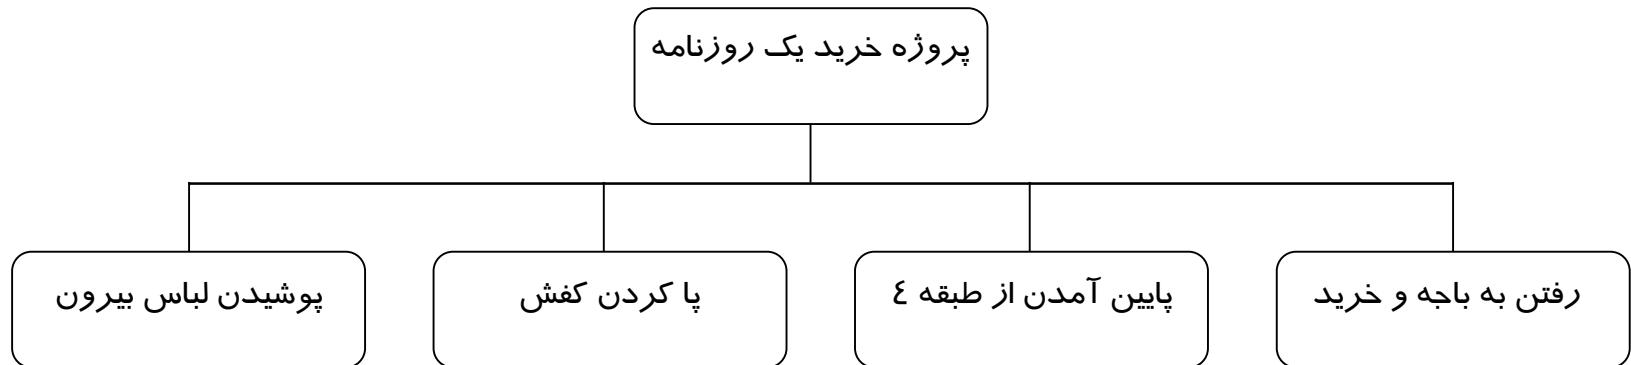 پروژه خرید یک روزنامه
رفتن به باجه و خرید
پایین آمدن از طبقه ٤
پا کردن کفش
پوشیدن لباس بیرون